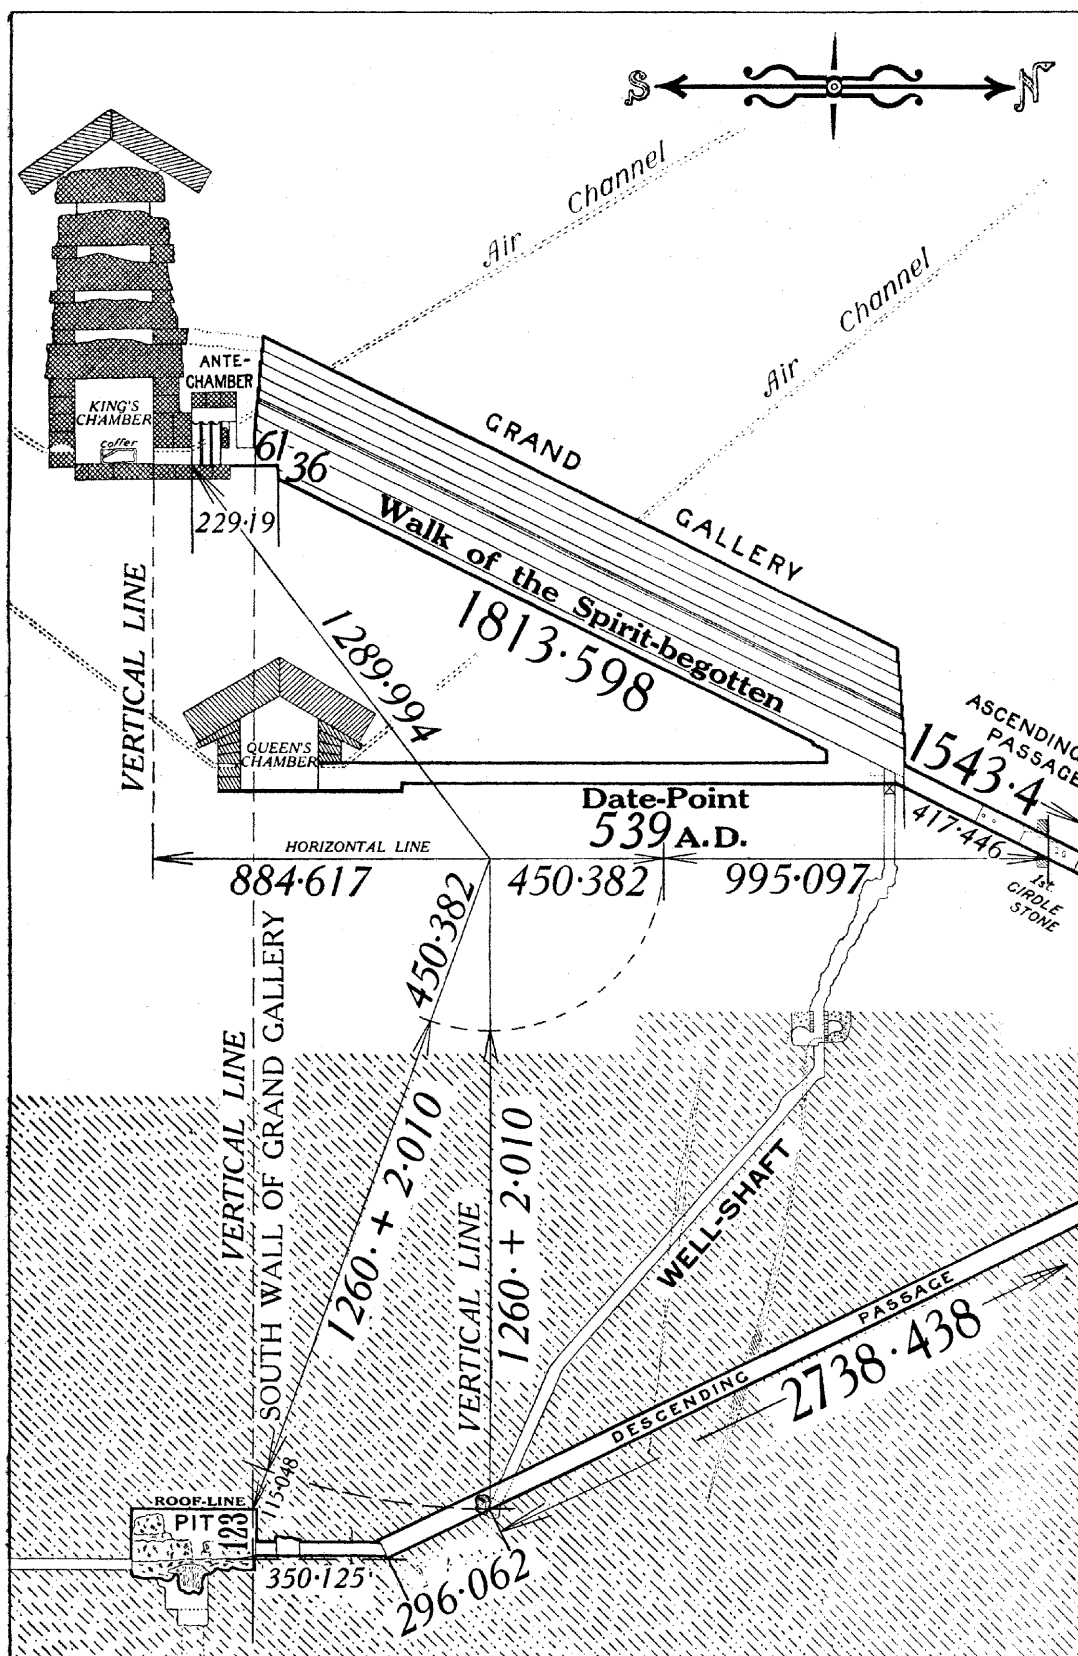 S
N
Air Channel
Air Channel
ANTE-
CHAMBER
KING'S
CHAMBER
Coffer
GRAND GALLERY
61
36
229·19
Walk of the Spirit-begotten
1813·598
VERTICAL LINE
1289·994
QUEEN'S
CHAMBER
ASCENDING
PASSAGE
1543·4
417·446
1st.
GIRDLE
STONE
Date-Point
539 A.D.
HORIZONTAL LINE
884·617
450·382
995·097
450·382
VERTICAL LINE
SOUTH WALL OF GRAND GALLERY
1260· + 2·010
VERTICAL LINE
1260· + 2·010
WELL-SHAFT
DESCENDING PASSAGE
2738·438
115·048
ROOF-LINE
PIT
123
350·125
296·062